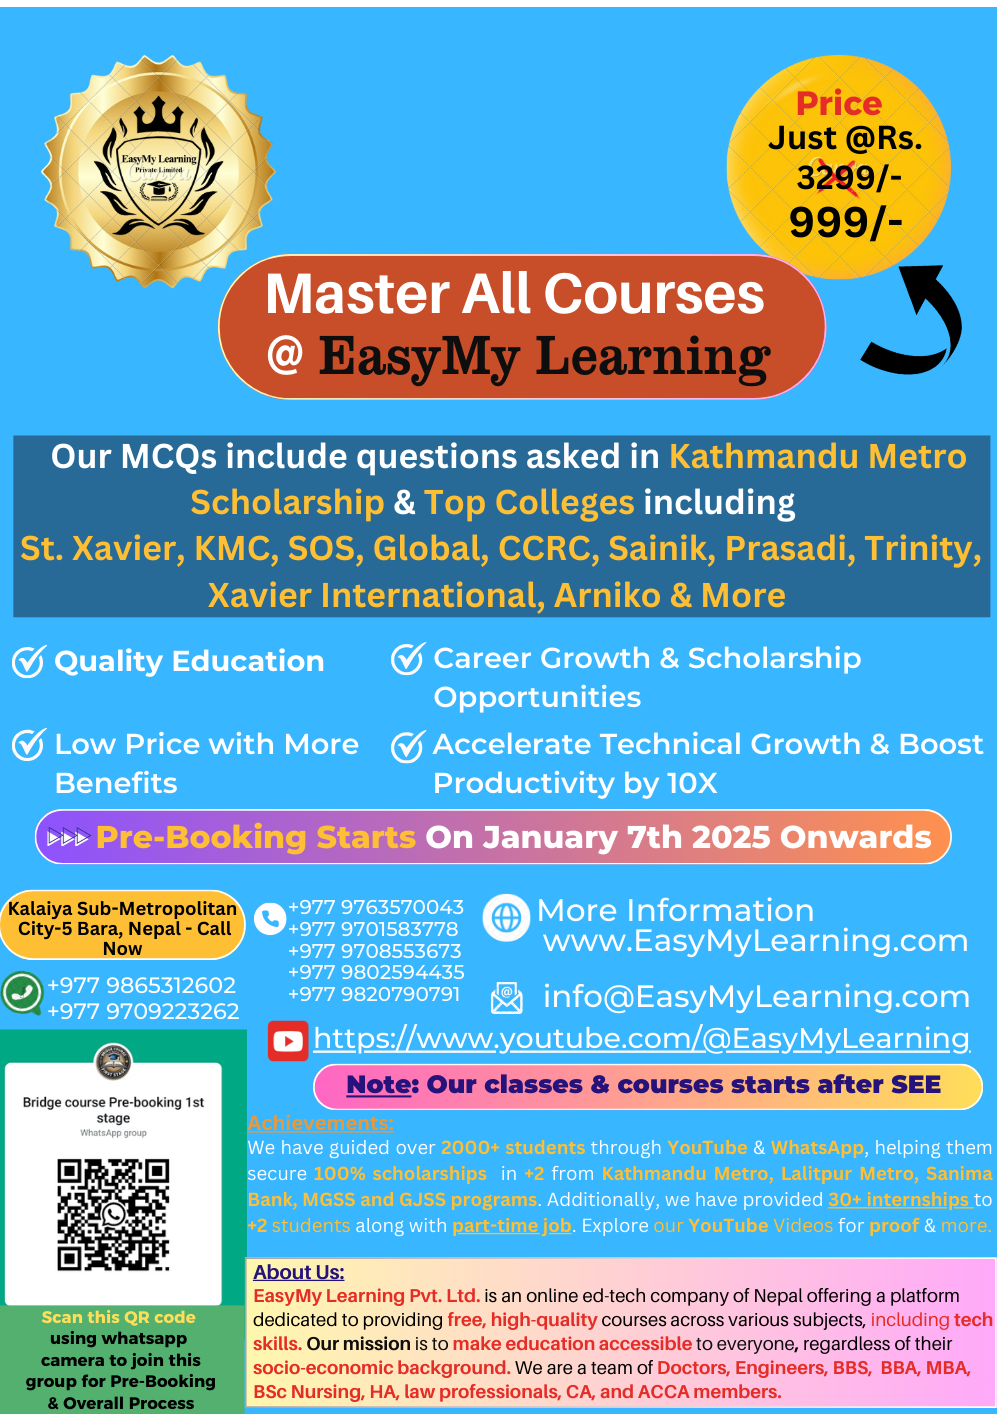 EasyMy Learning
Private Limited
Canva
Price
Just @Rs.
3299/-
999/-
Master All Courses
@ EasyMy Learning
Our MCQs include questions asked in Kathmandu Metro
Scholarship & Top Colleges including
St. Xavier, KMC, SOS, Global, CCRC, Sainik, Prasadi, Trinity,
Xavier International, Arniko & More
Quality Education
Career Growth & Scholarship
Opportunities
Low Price with More
Benefits
Accelerate Technical Growth & Boost
Productivity by 10X
Pre-Booking Starts On January 7th 2025 Onwards
Kalaiya Sub-Metropolitan
City-5 Bara, Nepal - Call
Now
+977 9865312602
+977 9709223262
+977 9763570043
+977 9701583778
+977 9708553673
+977 9802594435
+977 9820790791
More Information
www.EasyMyLearning.com
info@EasyMyLearning.com
https://www.youtube.com/@EasyMyLearning
Note: Our classes & courses starts after SEE
Bridge course Pre-booking 1st
stage
WhatsApp group
Scan this QR code
using whatsapp
camera to join this
group for Pre-Booking
& Overall Process
Achievements:
We have guided over 2000+ students through YouTube & WhatsApp, helping them
secure 100% scholarships in +2 from Kathmandu Metro, Lalitpur Metro, Sanima
Bank, MGSS and GJSS programs. Additionally, we have provided 30+ internships to
+2 students along with part-time job. Explore our YouTube Videos for proof & more.
About Us:
EasyMy Learning Pvt. Ltd. is an online ed-tech company of Nepal offering a platform
dedicated to providing free, high-quality courses across various subjects, including tech
skills. Our mission is to make education accessible to everyone, regardless of their
socio-economic background. We are a team of Doctors, Engineers, BBS, BBA, MBA,
BSc Nursing, HA, law professionals, CA, and ACCA members.